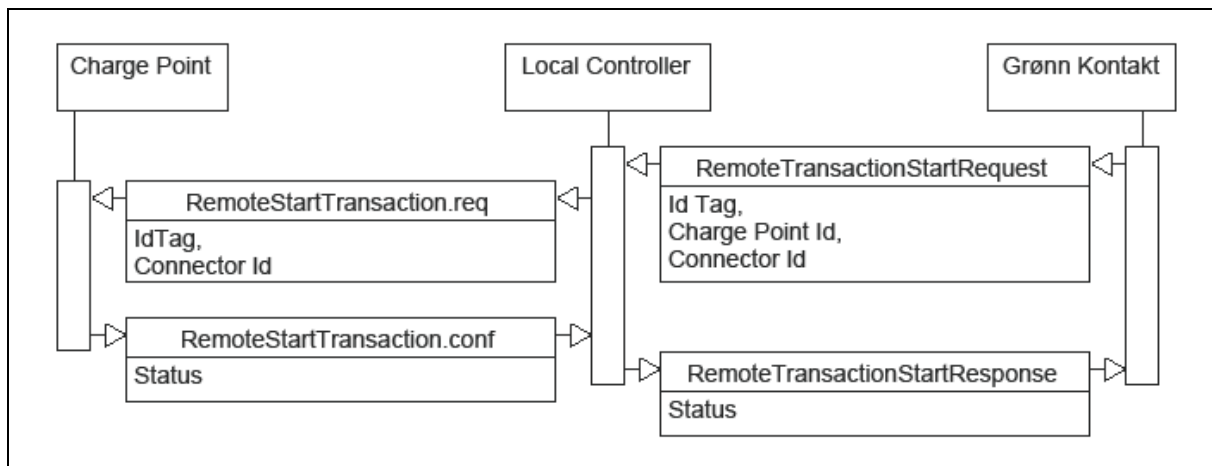 Charge Point
Local Controller
Grønn Kontakt
RemoteTransactionStartRequest
Id Tag,
Charge Point Id,
Connector Id
RemoteStartTransaction.req
IdTag,
Connector Id
RemoteStartTransaction.conf
Status
RemoteTransactionStartResponse
Status